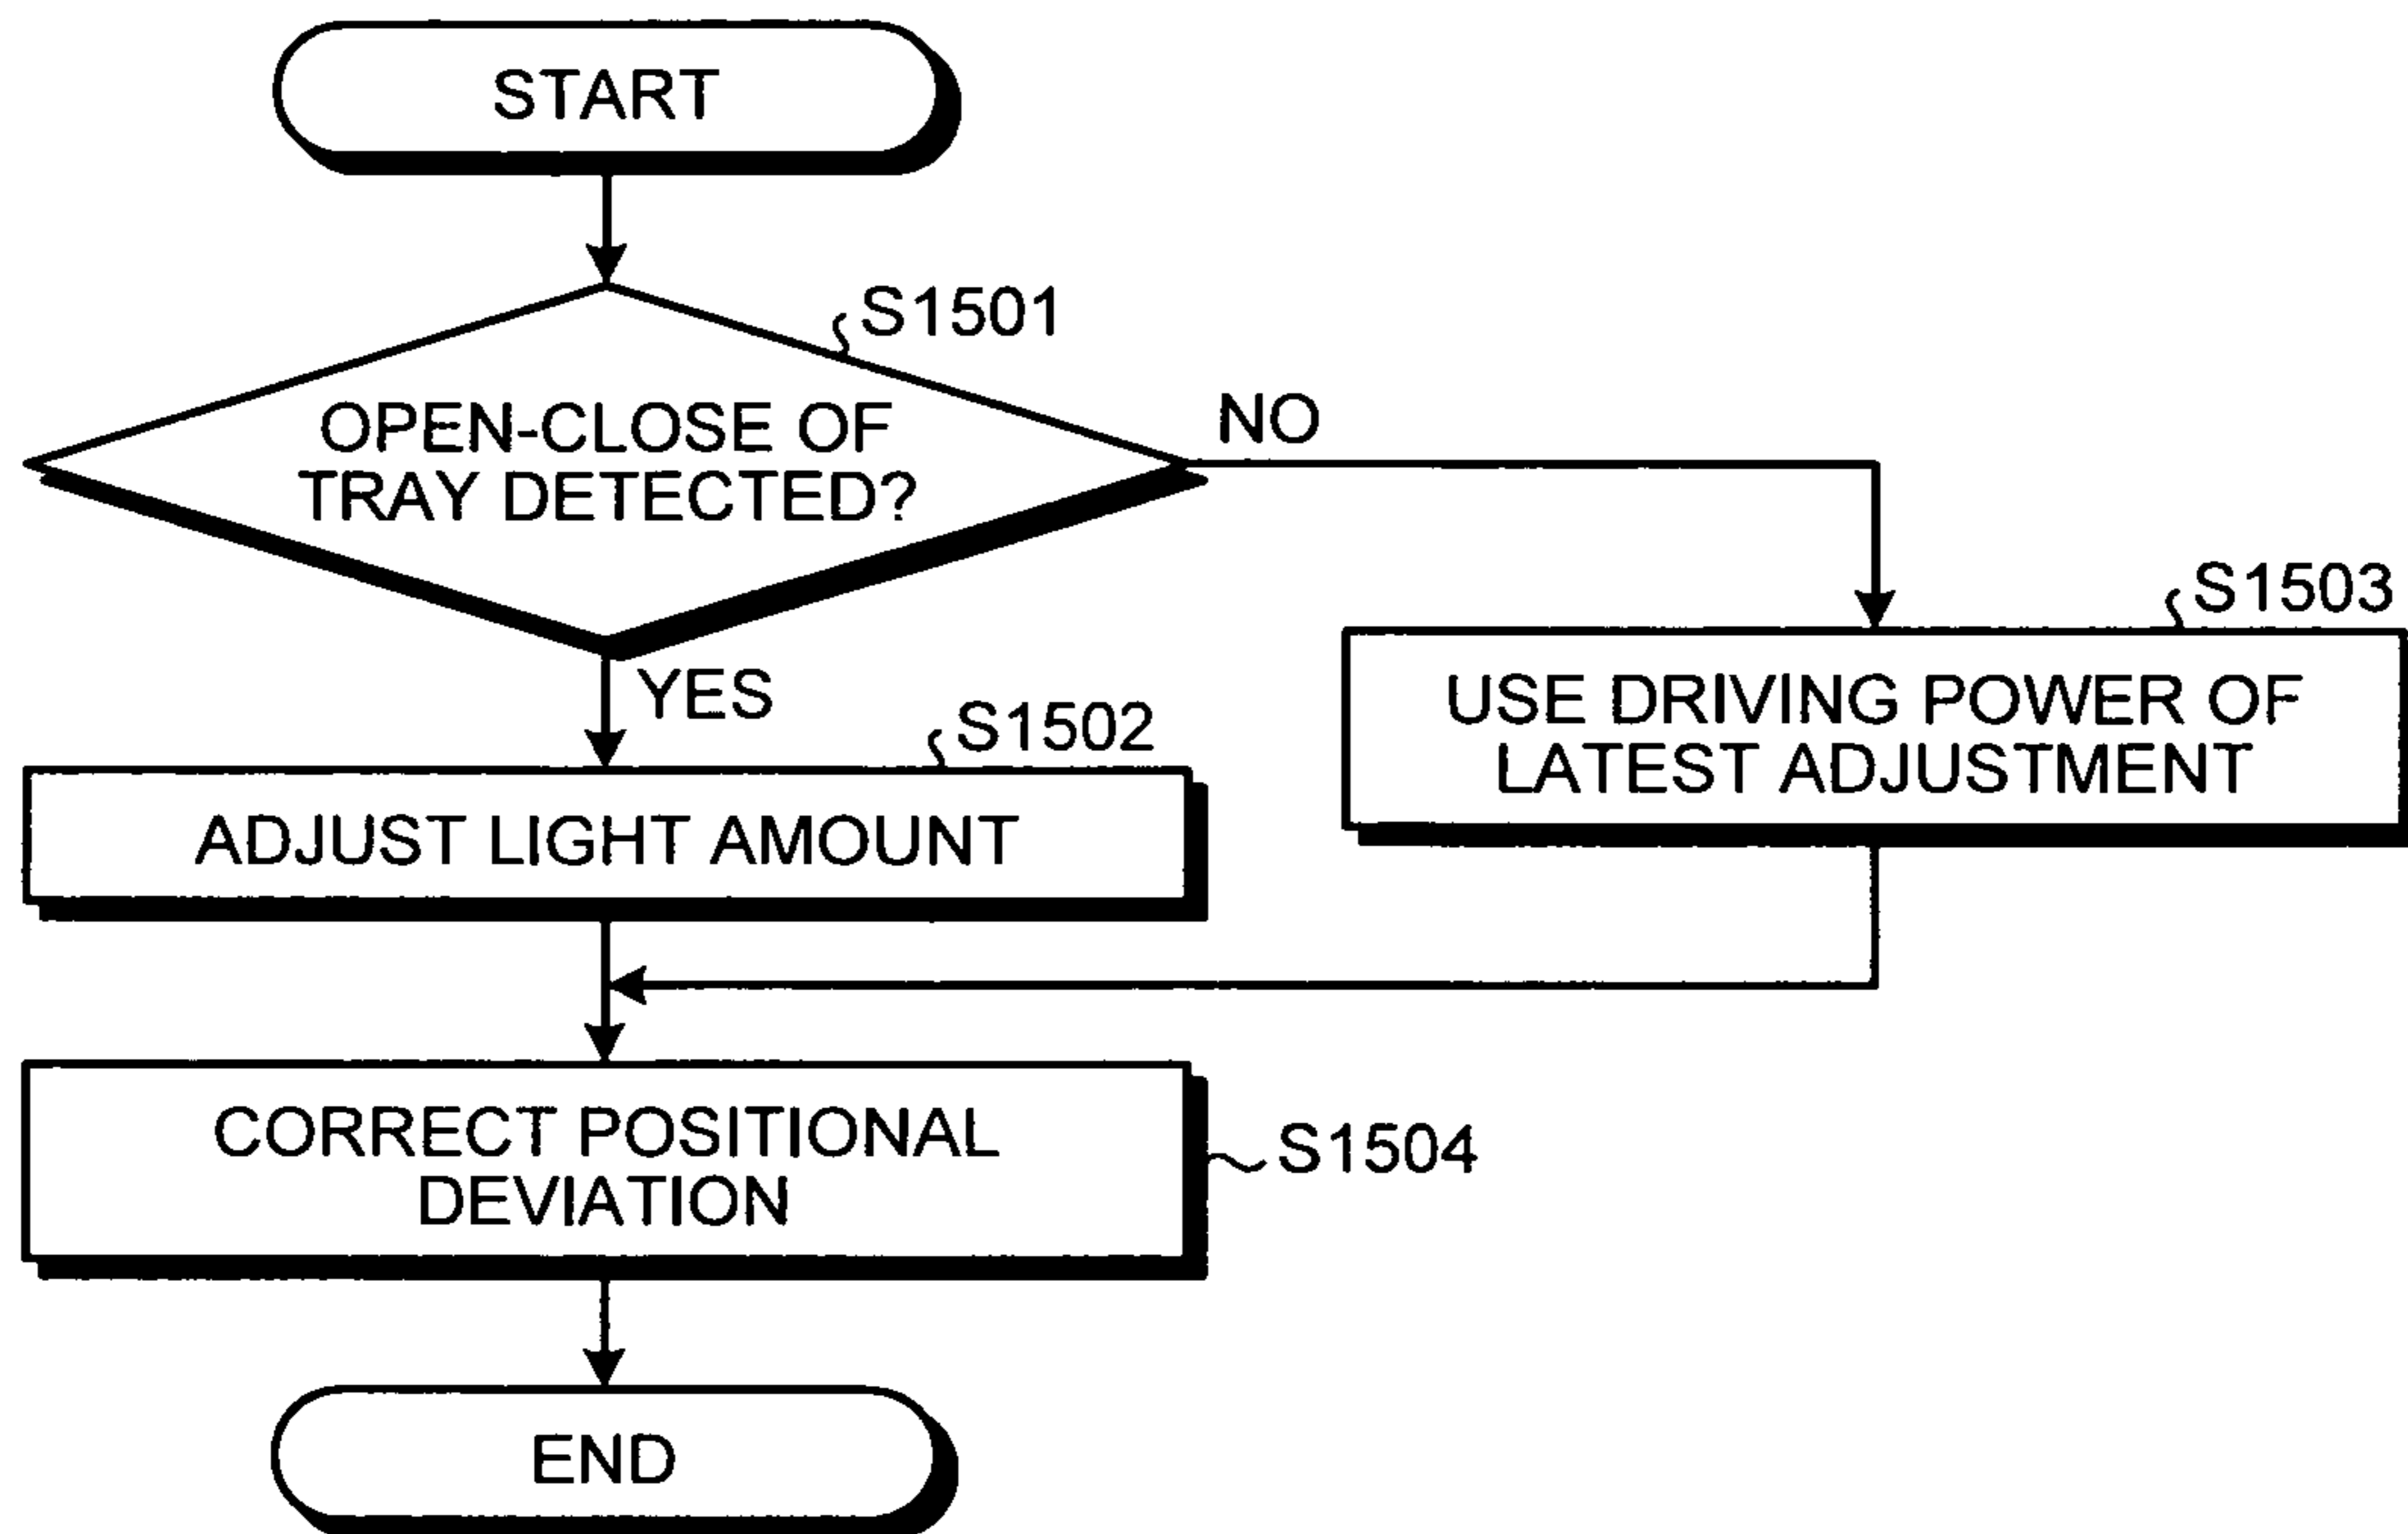 START
S1501
OPEN-CLOSE OF
TRAY DETECTED?
NO
YES
S1503
USE DRIVING POWER OF
LATEST ADJUSTMENT
S1502
ADJUST LIGHT AMOUNT
CORRECT POSITIONAL
DEVIATION
S1504
END